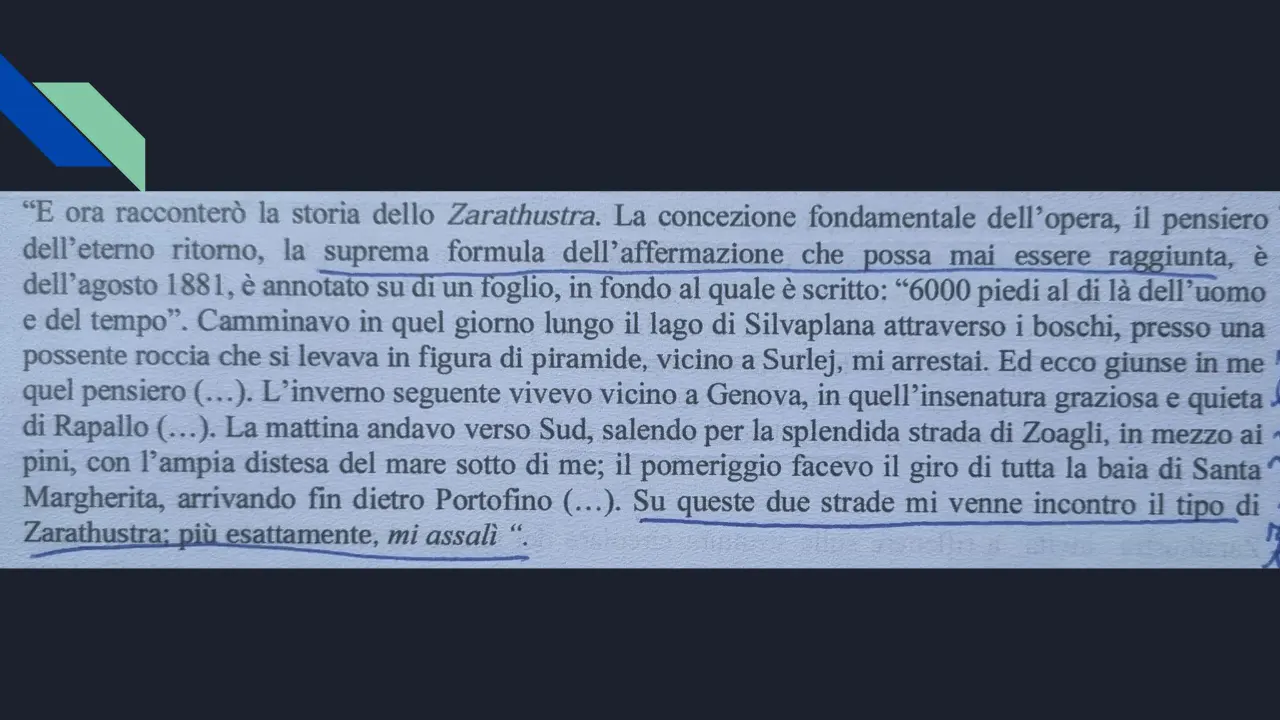 “E ora racconterò la storia dello Zarathustra. La concezione fondamentale dell’opera, il pensiero
dell’eterno ritorno, la suprema formula dell’affermazione che possa mai essere raggiunta, è
dell’agosto 1881, è annotato su di un foglio, in fondo al quale è scritto: “6000 piedi al di là dell’uomo
e del tempo”. Camminavo in quel giorno lungo il lago di Silvaplana attraverso i boschi, presso una
possente roccia che si levava in figura di piramide, vicino a Surlej, mi arrestai. Ed ecco giunse in me
quel pensiero (…). L’inverno seguente vivevo vicino a Genova, in quell’insenatura graziosa e quieta
di Rapallo (…). La mattina andavo verso Sud, salendo per la splendida strada di Zoagli, in mezzo ai
pini, con l’ampia distesa del mare sotto di me; il pomeriggio facevo il giro di tutta la baia di Santa
Margherita, arrivando fin dietro Portofino (…). Su queste due strade mi venne incontro il tipo di
Zarathustra; più esattamente, mi assalì “.